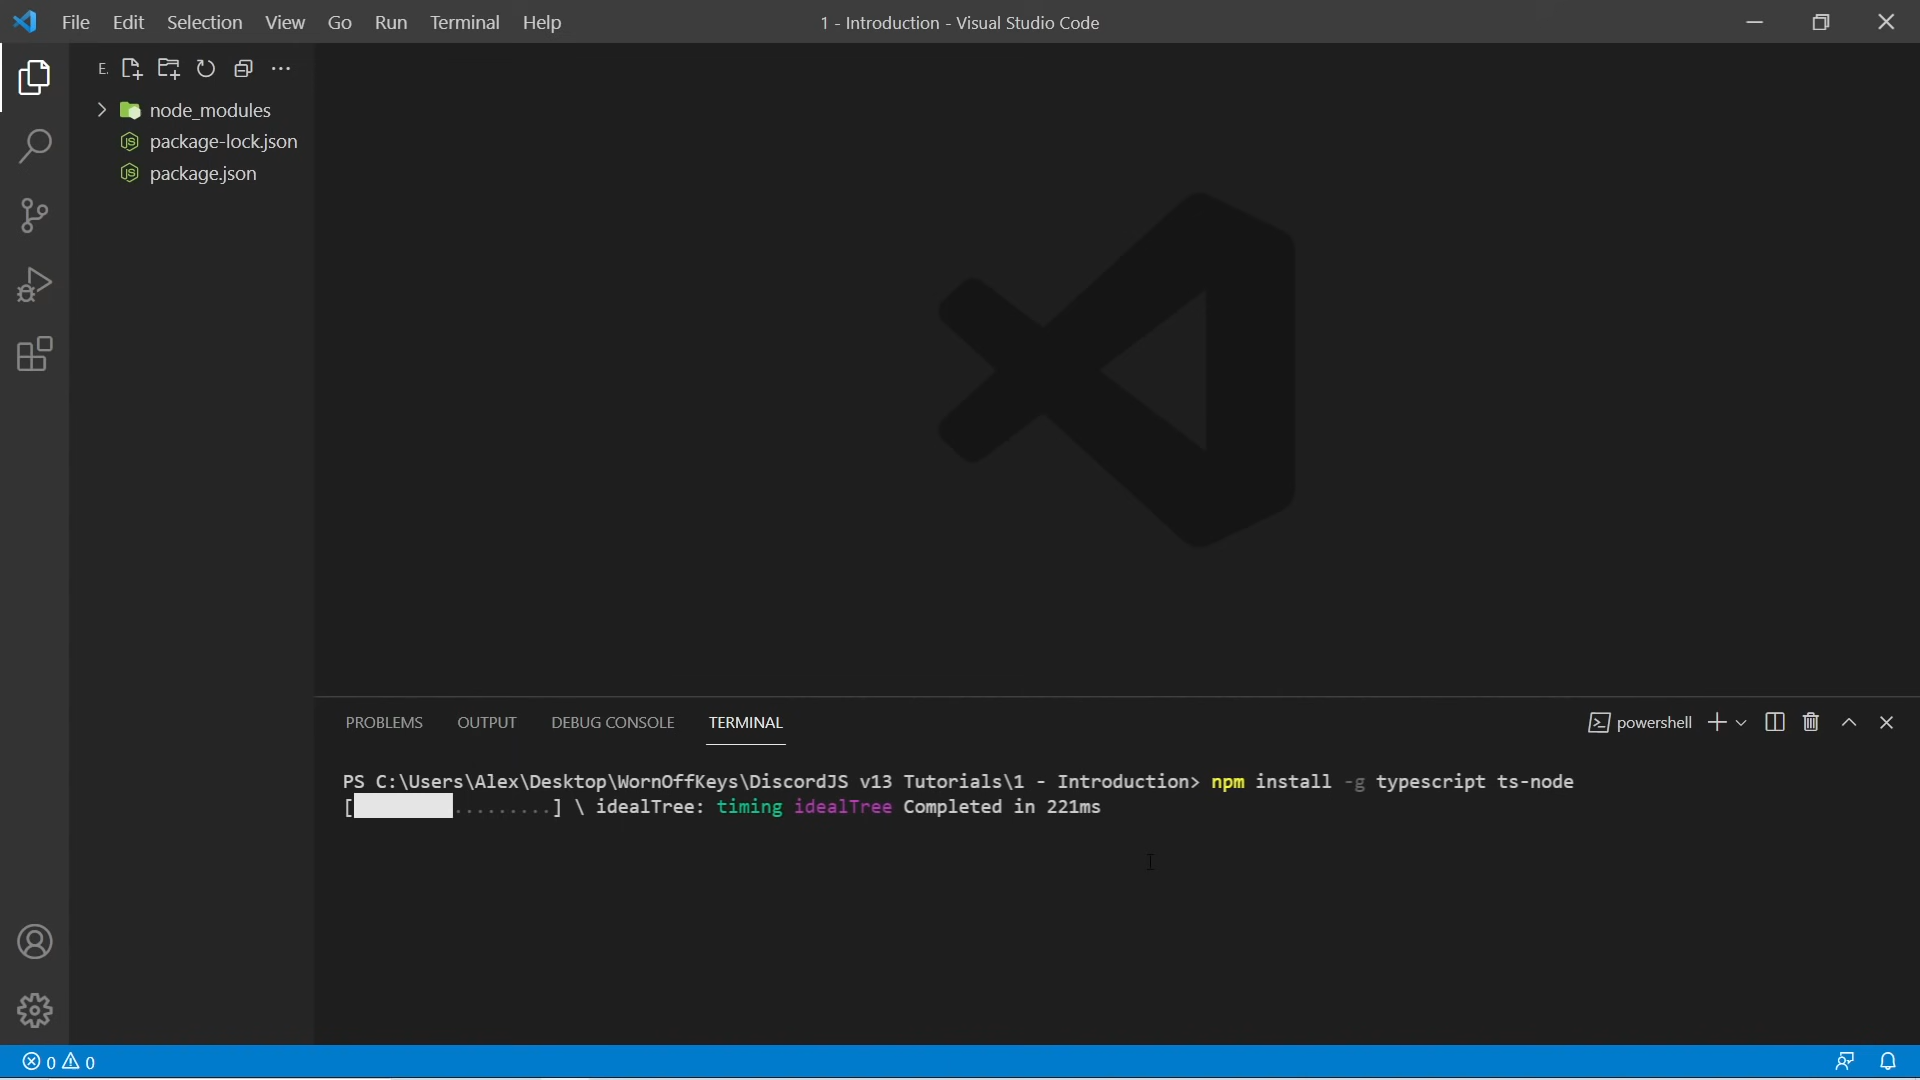 File Edit Selection View Go Run Terminal Help
1 - Introduction - Visual Studio Code
E.
node_modules
package-lock.json
package.json
PROBLEMS OUTPUT DEBUG CONSOLE TERMINAL
powershell
PS C:\Users\Alex\Desktop\WornOffKeys\DiscordJS v13 Tutorials\1 - Introduction> npm install -g typescript ts-node
[ .........] \ idealTree: timing idealTree Completed in 221ms
0 0